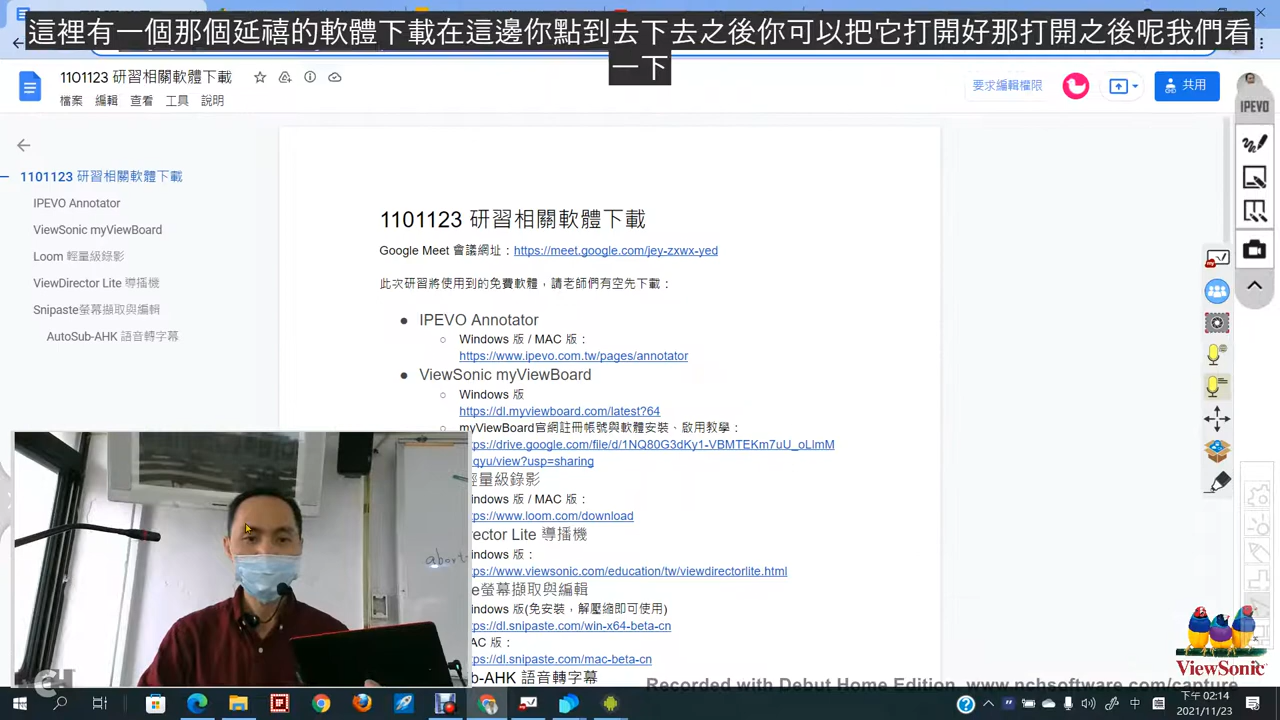 這裡有一個那個延禧的軟體下載在這邊你點到去下去之後你可以把它打開好那打開之後呢我們看
一下
1101123 研習相關軟體下載
檔案 編輯 查看 工具 說明
要求編輯權限
共用
IPEVO
1101123 研習相關軟體下載
IPEVO Annotator
ViewSonic myViewBoard
Loom 輕量級錄影
ViewDirector Lite 導播機
Snipaste螢幕擷取與編輯
AutoSub-AHK 語音轉字幕
1101123 研習相關軟體下載
Google Meet 會議網址：https://meet.google.com/jey-zxwx-yed
此次研習將使用到的免費軟體，請老師們有空先下載：
● IPEVO Annotator
○ Windows 版 / MAC 版：
https://www.ipevo.com.tw/pages/annotator
● ViewSonic myViewBoard
○ Windows 版
https://dl.myviewboard.com/latest?64
○ myViewBoard官網註冊帳號與軟體安裝、啟用教學：
ps://drive.google.com/file/d/1NQ80G3dKy1-VBMTEKm7uU_oLlmM
qyu/view?usp=sharing
輕量級錄影
indows 版 / MAC 版：
ps://www.loom.com/download
rector Lite 導播機
indows 版：
ps://www.viewsonic.com/education/tw/viewdirectorlite.html
e螢幕擷取與編輯
indows 版(免安裝，解壓縮即可使用)
ps://dl.snipaste.com/win-x64-beta-cn
AC 版：
ps://dl.snipaste.com/mac-beta-cn
b-AHK 語音轉字幕
abort
ViewSonic
Recorded with Debut Home Edition. www.nchsoftware.com/capture
中
下午 02:14
2021/11/23